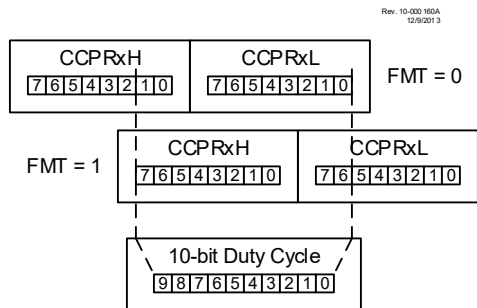 Rev. 10-000 160A
12/9/201 3
CCPRxH CCPRxL
7 6 5 4 3 2 1 0 7 6 5 4 3 2 1 0 FMT = 0
CCPRxH CCPRxL
FMT = 1 7 6 5 4 3 2 1 0 7 6 5 4 3 2 1 0
10-bit Duty Cycle
9 8 7 6 5 4 3 2 1 0